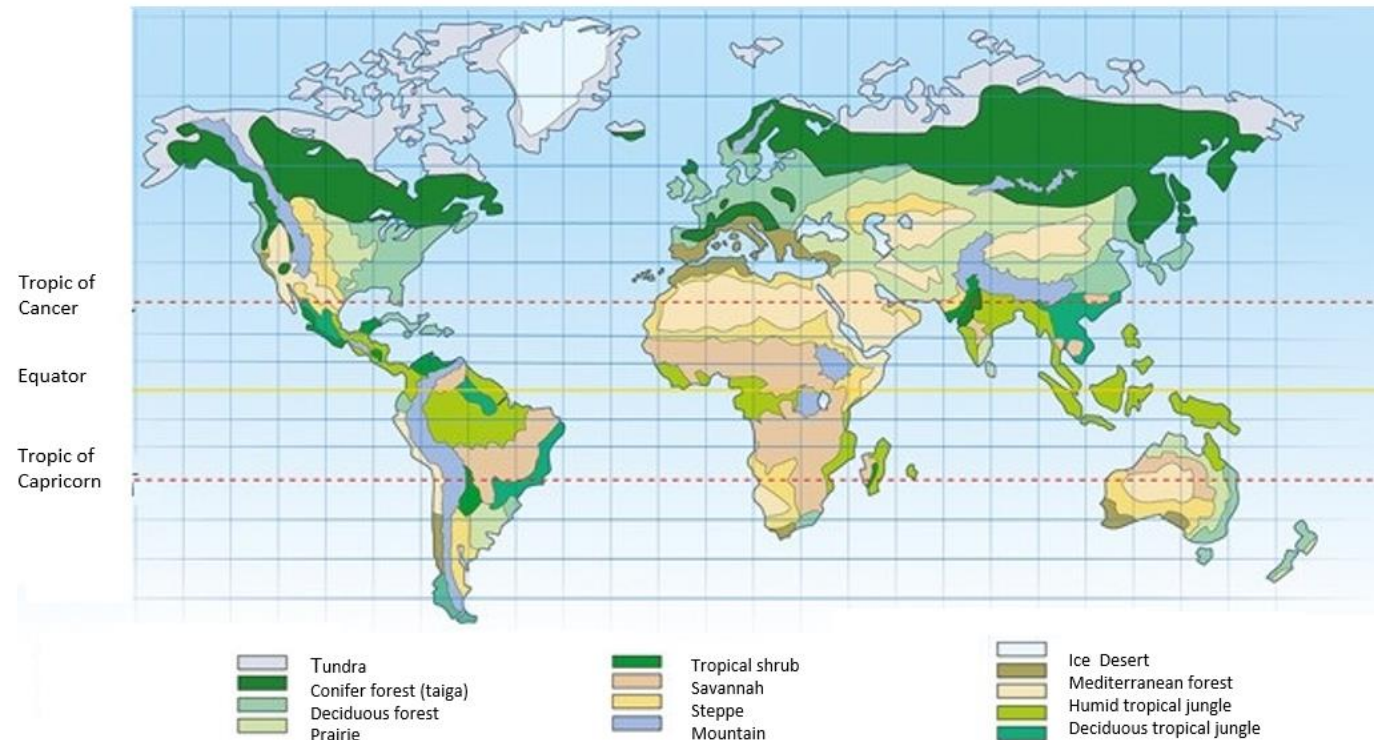 Tropic of
Cancer
Equator
Tropic of
Capricorn
Tundra
Conifer forest (taiga)
Deciduous forest
Prairie
Tropical shrub
Savannah
Steppe
Mountain
Ice Desert
Mediterranean forest
Humid tropical jungle
Deciduous tropical jungle